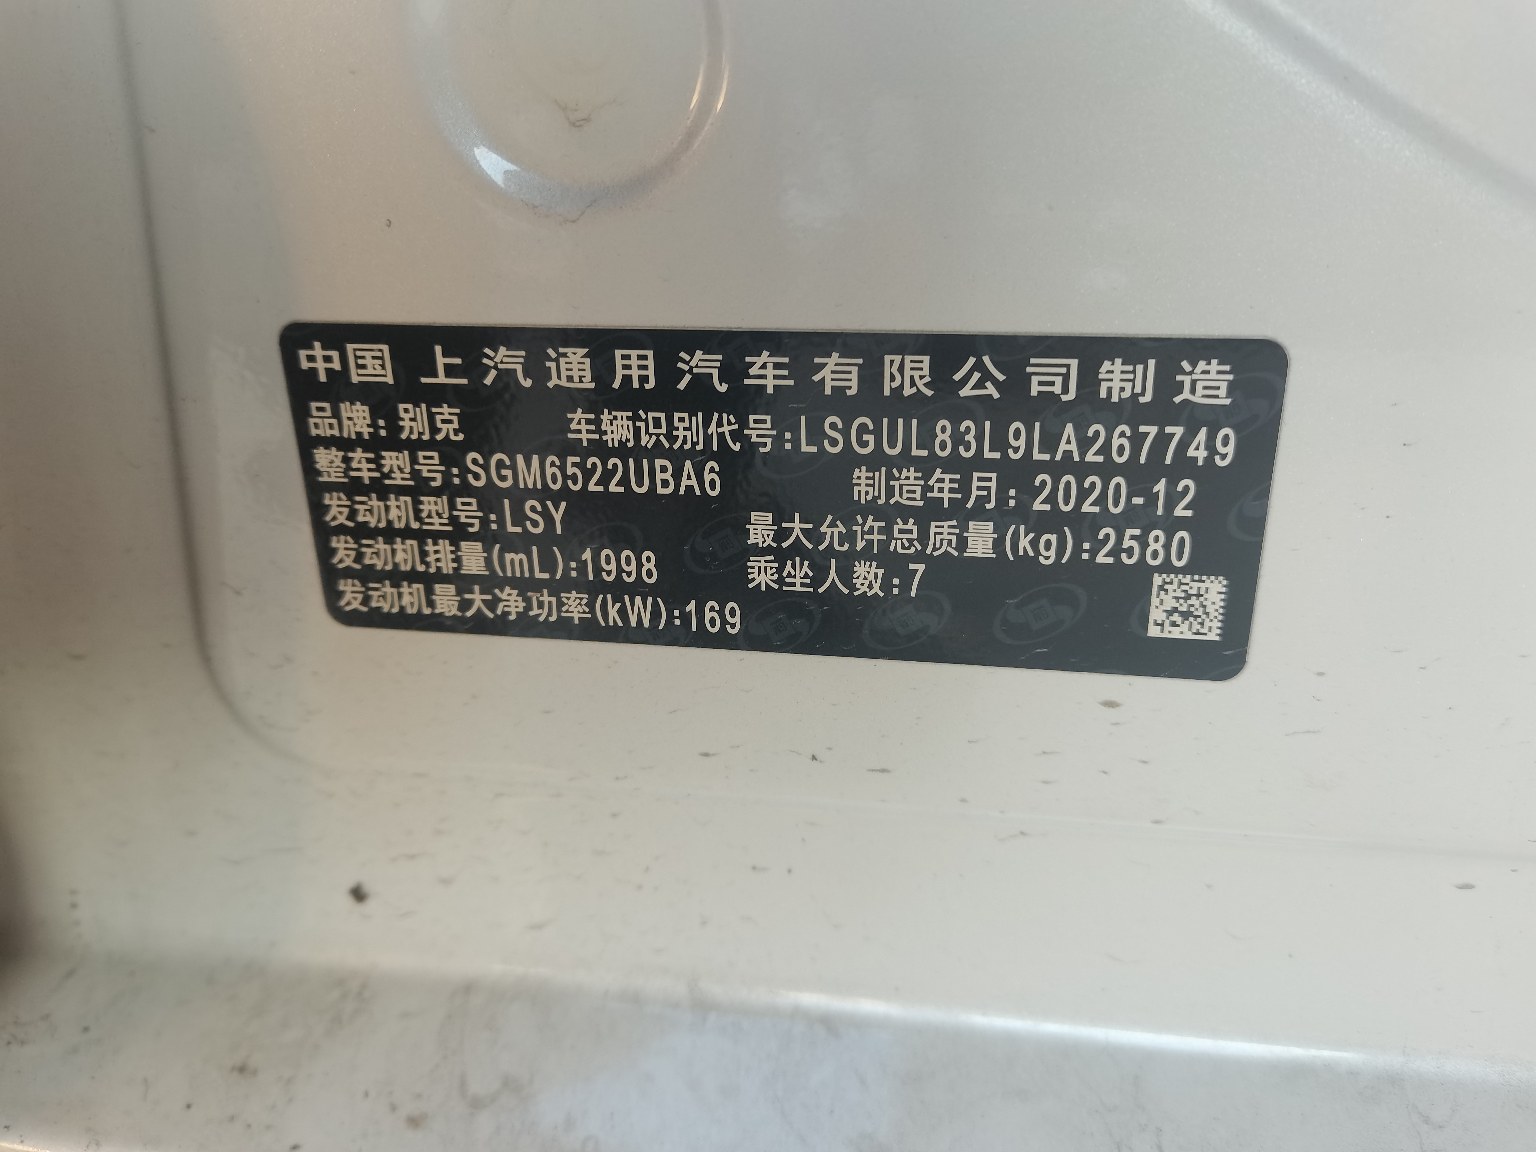 中国 上汽通用汽车有限公司制造
品牌:别克 车辆识别代号:LSGUL83L9LA267749
整车型号:SGM6522UBA6 制造年月:2020-12
发动机型号:LSY 最大允许总质量(kg):2580
发动机排量(mL):1998 乘坐人数:7
发动机最大净功率(kW):169